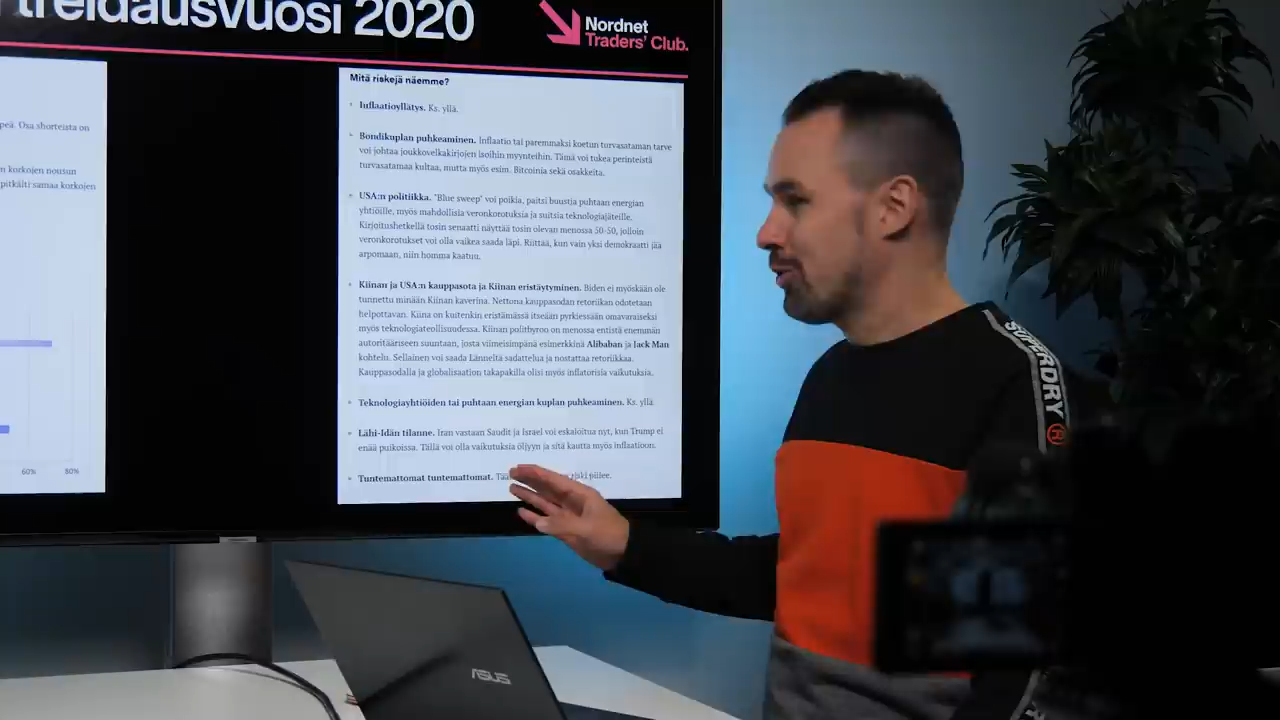 treidausvuosi 2020
Nordnet
Traders' Club.
peä. Osa shorteista on
n korkojen nousun
pitkälti samaa korkojen
60% 80%
Mitä riskejä näemme?
• Inflaatioyllätys. Ks. yllä.
• Bondikuplan puhkeaminen. Inflaatio tai paremmaksi koetun turvasataman tarve
voi johtaa joukkovelkakirjojen isoihin myynteihin. Tämä voi tukea perinteistä
turvasatamaa kultaa, mutta myös esim. Bitcoinia sekä osakkeita.
• USA:n politiikka. "Blue sweep" voi poikia, paitsi buustia puhtaan energian
yhtiöille, myös mahdollisia veronkorotuksia ja suitsia teknologiajäteille.
Kirjoitushetkellä tosin senaatti näyttää tosin olevan menossa 50-50, jolloin
veronkorotukset voi olla vaikea saada läpi. Riittää, kun vain yksi demokraatti jää
arpomaan, niin homma kaatuu.
• Kiinan ja USA:n kauppasota ja Kiinan eristäytyminen. Biden ei myöskään ole
tunnettu minään Kiinan kaverina. Nettona kauppasodan retoriikan odotetaan
helpottavan. Kiina on kuitenkin eristämässä itseään pyrkiessään omavaraiseksi
myös teknologiateollisuudessa. Kiinan politbyroo on menossa entistä enemmän
autoritääriseen suuntaan, josta viimeisimpänä esimerkkinä Alibaban ja Jack Man
kohtelu. Sellainen voi saada Länneltä sadattelua ja nostattaa retoriikkaa.
Kauppasodalla ja globalisaation takapakilla olisi myös inflatorisia vaikutuksia.
• Teknologiayhtiöiden tai puhtaan energian kuplan puhkeaminen. Ks. yllä
• Lähi-Idän tilanne. Iran vastaan Saudit ja Israel voi eskaloitua nyt, kun Trump ei
enää puikoissa. Tällä voi olla vaikutuksia öljyyn ja sitä kautta myös inflaatioon.
• Tuntemattomat tuntemattomat. riski piilee.
SUPERDRY
ASUS